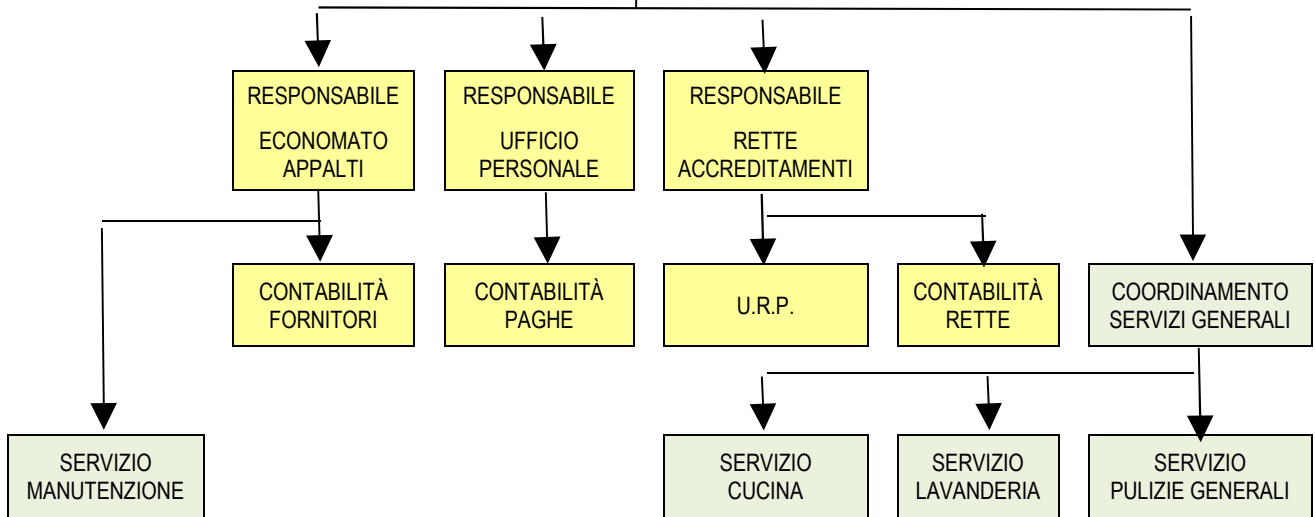 RESPONSABILE
ECONOMATO
APPALTI
RESPONSABILE
UFFICIO
PERSONALE
RESPONSABILE
RETTE
ACCREDITAMENTI
CONTABILITÀ
FORNITORI
CONTABILITÀ
PAGHE
U.R.P.
CONTABILITÀ
RETTE
COORDINAMENTO
SERVIZI GENERALI
SERVIZIO
MANUTENZIONE
SERVIZIO
CUCINA
SERVIZIO
LAVANDERIA
SERVIZIO
PULIZIE GENERALI